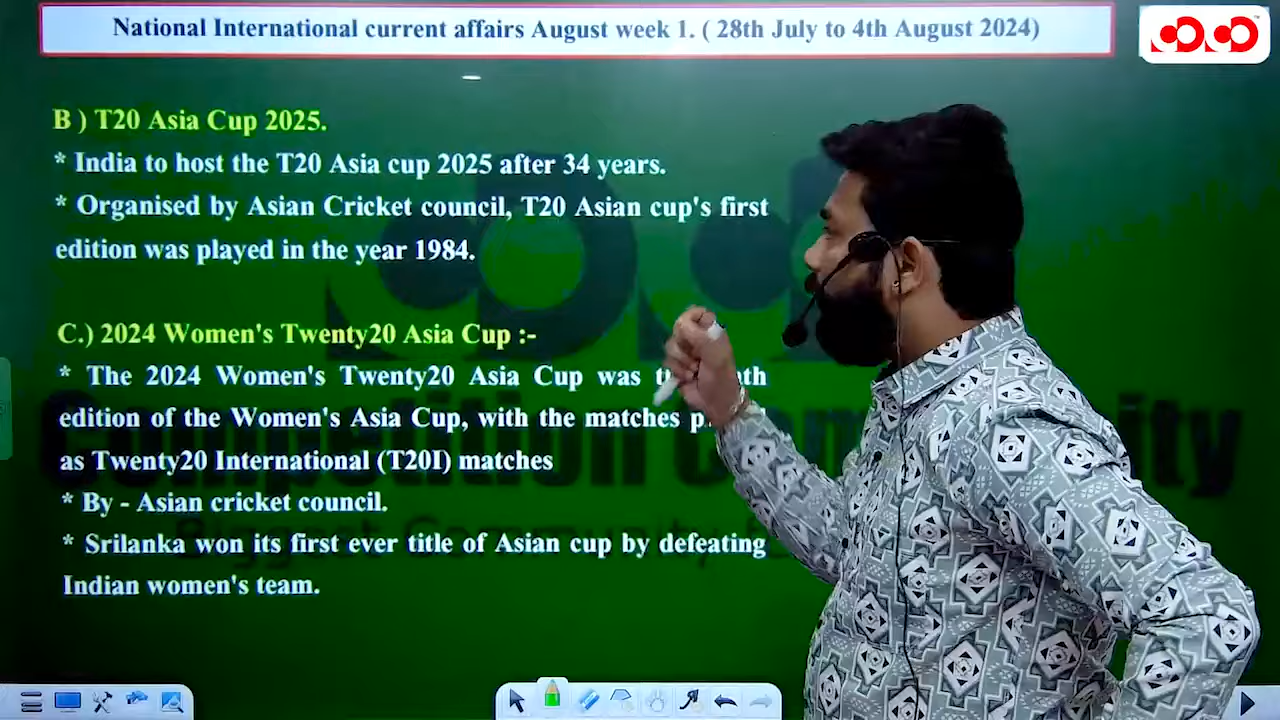 National International current affairs August week 1. ( 28th July to 4th August 2024)
B ) T20 Asia Cup 2025.
* India to host the T20 Asia cup 2025 after 34 years.
* Organised by Asian Cricket council, T20 Asian cup's first
edition was played in the year 1984.
C.) 2024 Women's Twenty20 Asia Cup :-
* The 2024 Women's Twenty20 Asia Cup was
edition of the Women's Asia Cup, with the matches
as Twenty20 International (T20I) matches
* By - Asian cricket council.
* Srilanka won its first ever title of Asian cup by defeating
Indian women's team.
Competition Community
Biggest Community